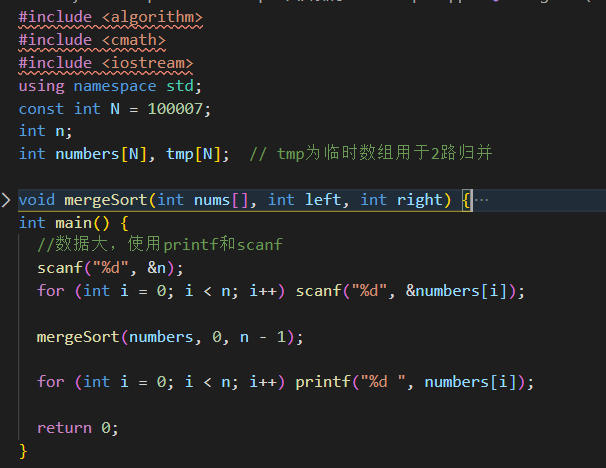 #include <algorithm>
#include <cmath>
#include <iostream>
using namespace std;
const int N = 100007;
int n;
int numbers[N], tmp[N];  // tmp为临时数组用于2路归并
void mergeSort(int nums[], int left, int right) {···
int main() {
  //数据大，使用printf和scanf
  scanf("%d", &n);
  for (int i = 0; i < n; i++) scanf("%d", &numbers[i]);
  mergeSort(numbers, 0, n - 1);
  for (int i = 0; i < n; i++) printf("%d ", numbers[i]);
  return 0;
}